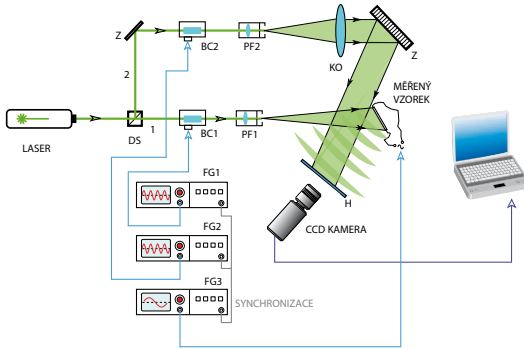 Z
BC2
PF2
KO
Z
2
MĚŘENÝ
VZOREK
LASER
DS
1
BC1
PF1
FG1
H
CCD KAMERA
FG2
FG3
SYNCHRONIZACE